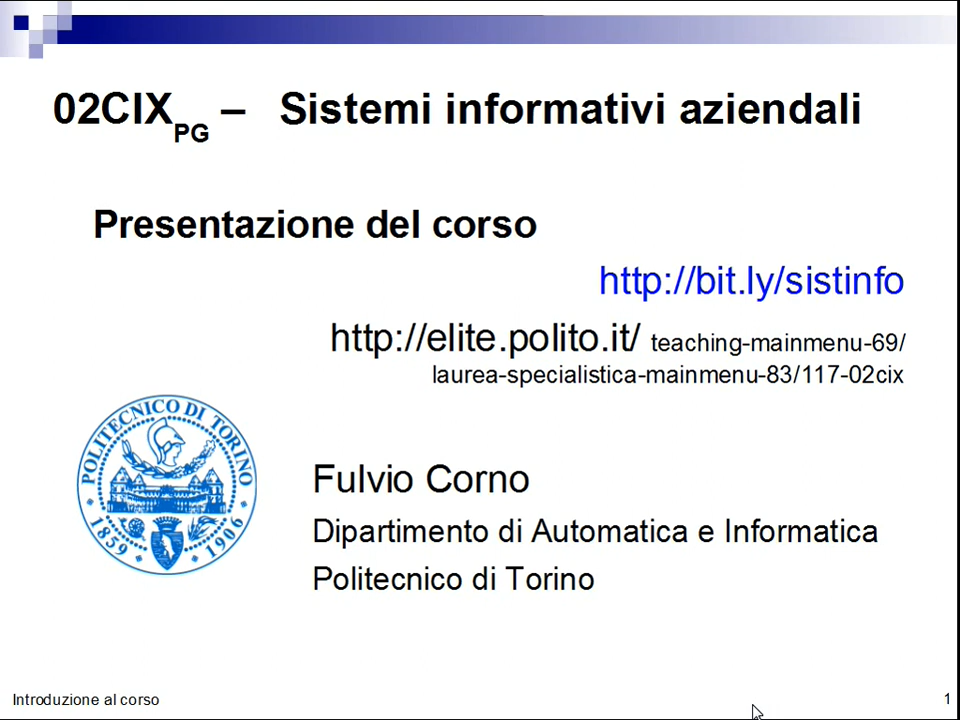 02CIXPG – Sistemi informativi aziendali
Presentazione del corso
http://bit.ly/sistinfo
http://elite.polito.it/ teaching-mainmenu-69/
laurea-specialistica-mainmenu-83/117-02cix
POLITECNICO DI TORINO
1859
1906
Fulvio Corno
Dipartimento di Automatica e Informatica
Politecnico di Torino
Introduzione al corso
1